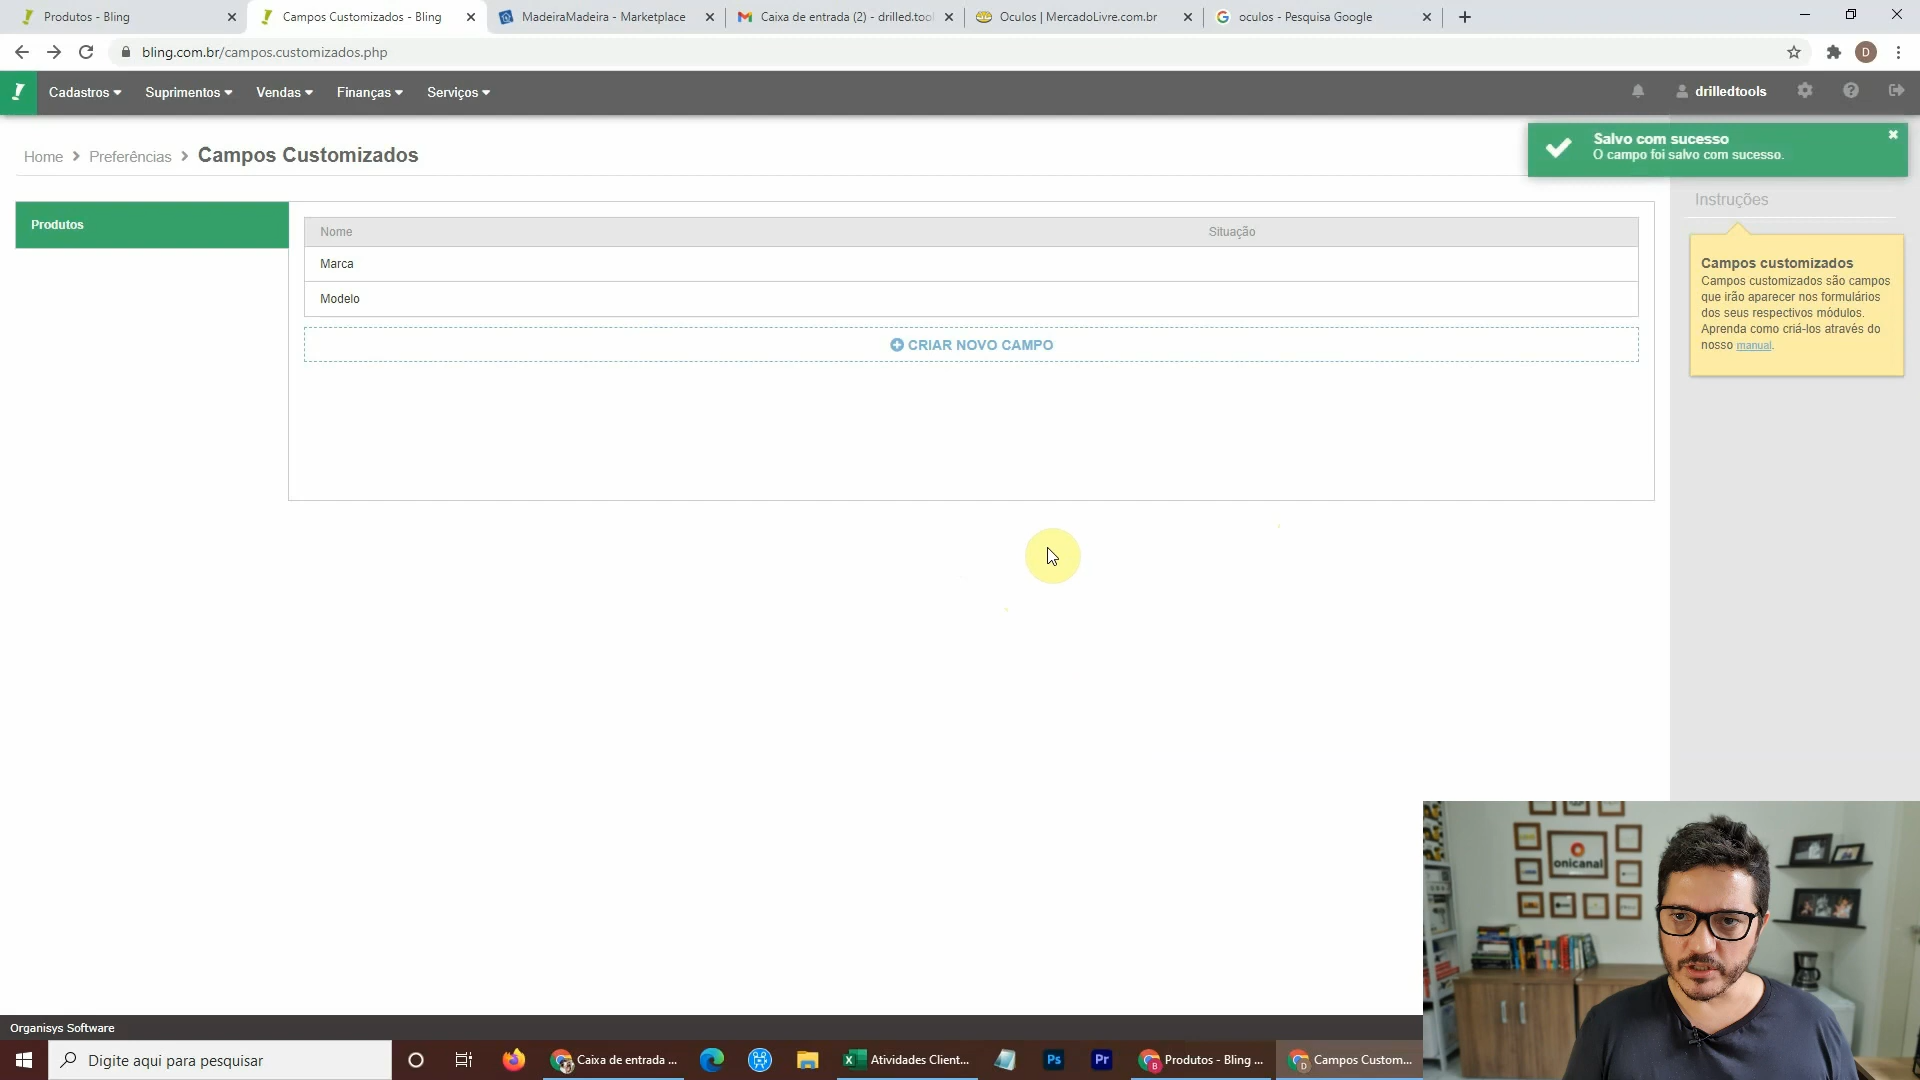 Produtos - Bling
Campos Customizados - Bling
MadeiraMadeira - Marketplace
Caixa de entrada (2) - drilled.too
Oculos | MercadoLivre.com.br
oculos - Pesquisa Google
bling.com.br/campos.customizados.php
D
Cadastros
Suprimentos
Vendas
Finanças
Serviços
drilledtools
Home
Preferências
Campos Customizados
Salvo com sucesso
O campo foi salvo com sucesso.
Produtos
Nome
Situação
Marca
Modelo
CRIAR NOVO CAMPO
Instruções
Campos customizados
Campos customizados são campos
que irão aparecer nos formulários
dos seus respectivos módulos.
Aprenda como criá-los através do
nosso manual.
onicanal
Organisys Software
Digite aqui para pesquisar
Caixa de entrada ...
Atividades Client...
Ps
Pr
Produtos - Bling ...
Campos Custom...